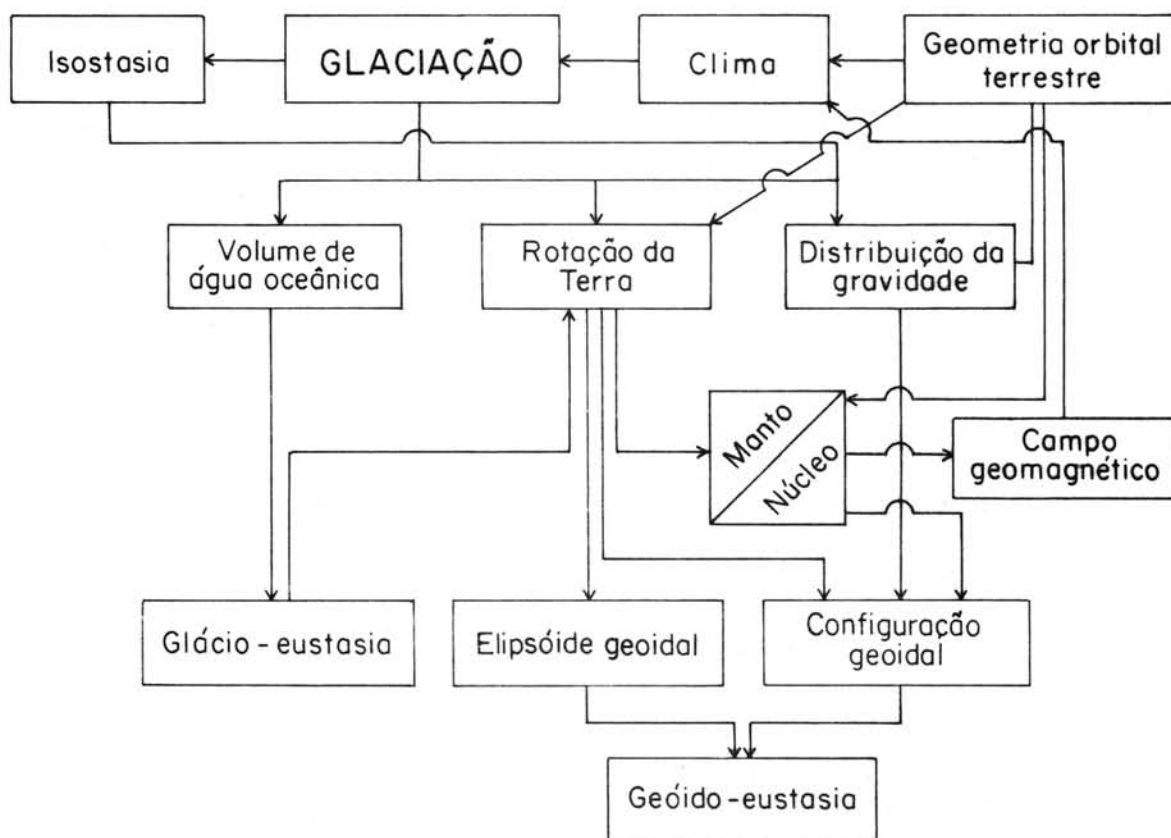 Isostasia
GLACIAÇÃO
Clima
Geometria orbital
terrestre
Volume de
água oceânica
Rotação da
Terra
Distribuição da
gravidade
Manto
Núcleo
Campo
geomagnético
Glácio-eustasia
Elipsóide geoidal
Configuração
geoidal
Geóido-eustasia